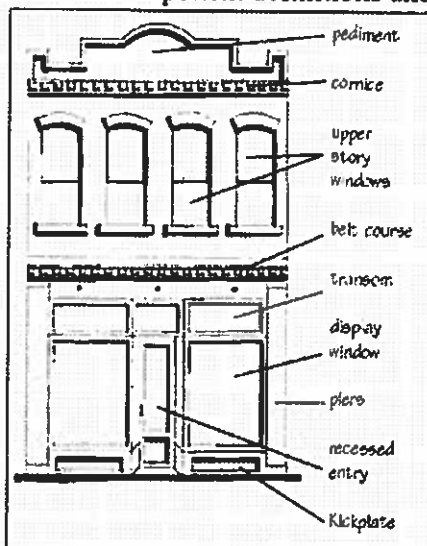 pediment
cornice
upper
story
windows
belt course
transom
display
window
piers
recessed
entry
Kickplate